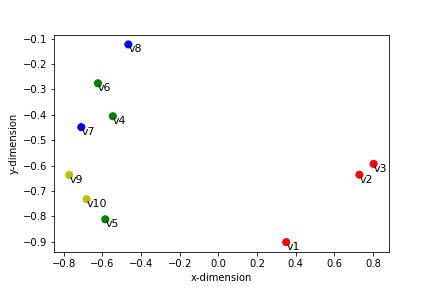 −0.1
v8
−0.2
v6
−0.3
v4
−0.4
v7
−0.5
y-dimension
v3
−0.6
v9
v2
−0.7
v10
−0.8
v5
−0.9
v1
−0.8 −0.6 −0.4 −0.2 0.0 0.2 0.4 0.6 0.8
x-dimension